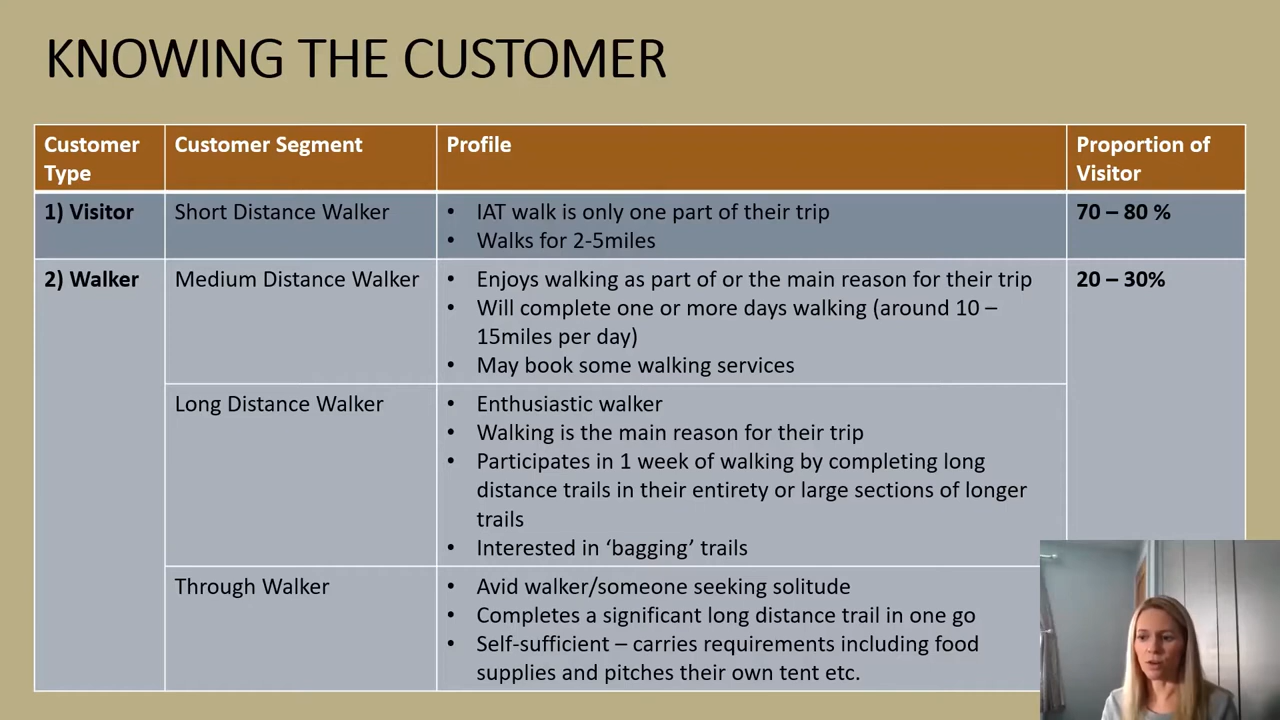 KNOWING THE CUSTOMER
Customer Type
Customer Segment
Profile
Proportion of Visitor
1) Visitor
Short Distance Walker
• IAT walk is only one part of their trip
• Walks for 2-5miles
70 – 80 %
2) Walker
Medium Distance Walker
• Enjoys walking as part of or the main reason for their trip
• Will complete one or more days walking (around 10 –
15miles per day)
• May book some walking services
20 – 30%
Long Distance Walker
• Enthusiastic walker
• Walking is the main reason for their trip
• Participates in 1 week of walking by completing long
distance trails in their entirety or large sections of longer
trails
• Interested in ‘bagging’ trails
Through Walker
• Avid walker/someone seeking solitude
• Completes a significant long distance trail in one go
• Self-sufficient – carries requirements including food
supplies and pitches their own tent etc.